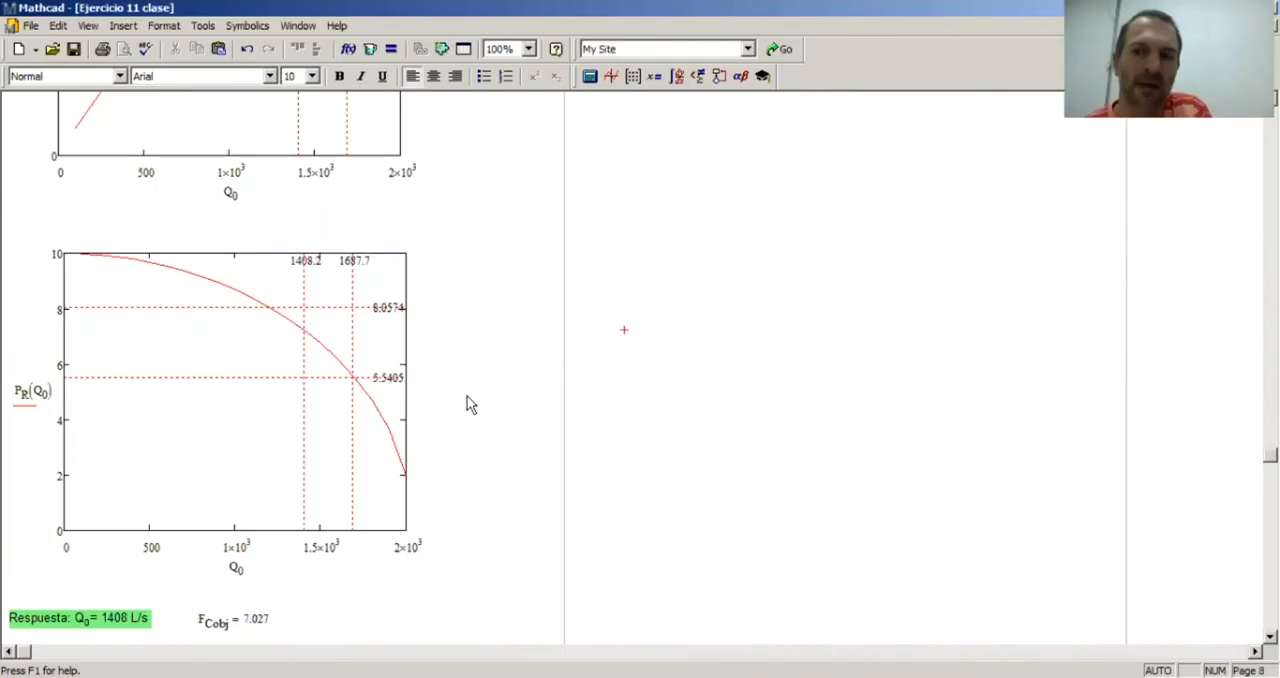 Mathcad - [Ejercicio 11 clase]
File Edit View Insert Format Tools Symbolics Window Help
100% My Site Go
Normal Arial 10 B I U
0
0 500 1×10³ 1.5×10³ 2×10³
Q₀
10 1408.2 1687.7
8 8.0574
6 5.5405
P_R(Q₀)
4
2
0
0 500 1×10³ 1.5×10³ 2×10³
Q₀
Respuesta: Q₀= 1408 L/s F_Cobj = 7.027
Press F1 for help. AUTO NUM Page 8